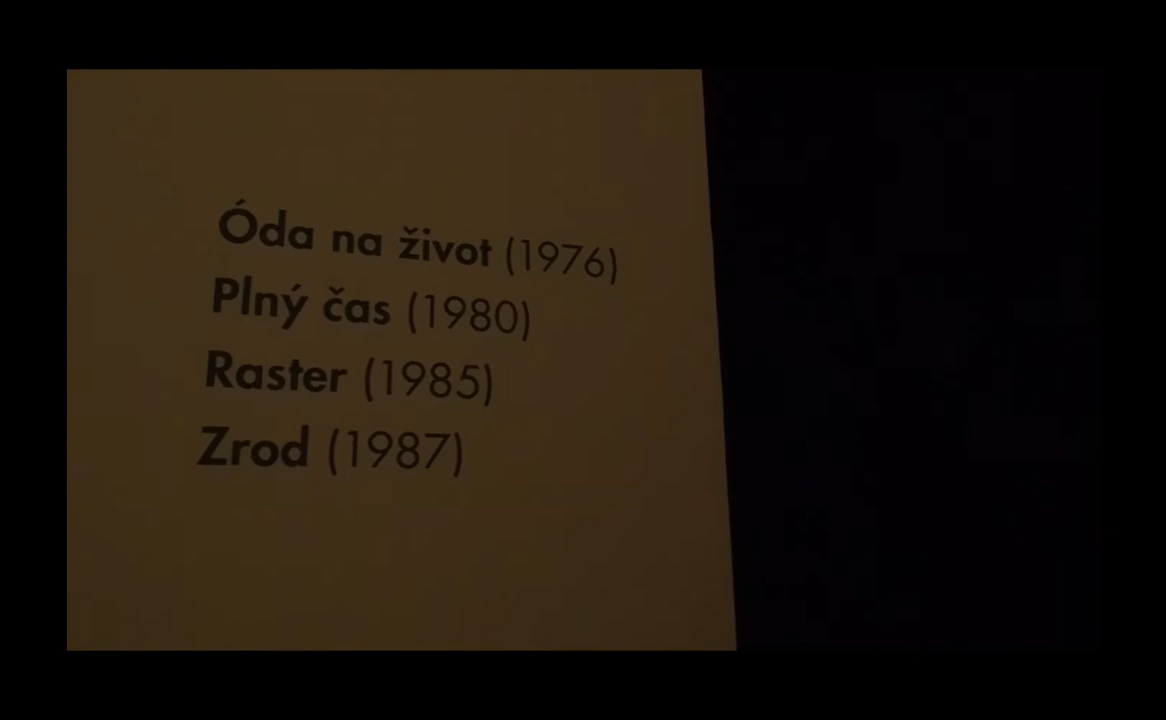 Óda na život (1976)
Plný čas (1980)
Raster (1985)
Zrod (1987)